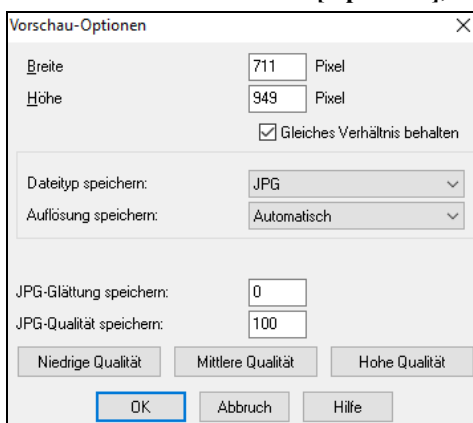 Vorschau-Optionen
Breite 711 Pixel
Höhe 949 Pixel
Gleiches Verhältnis behalten
Dateityp speichern: JPG
Auflösung speichern: Automatisch
JPG-Glättung speichern: 0
JPG-Qualität speichern: 100
Niedrige Qualität Mittlere Qualität Hohe Qualität
OK Abbruch Hilfe